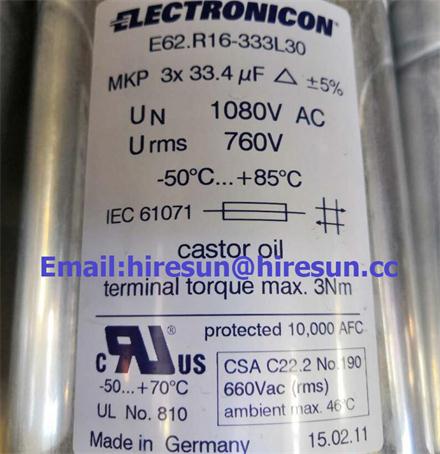 ELECTRONICON
E62.R16-333L30
MKP 3x 33.4 µF △ ±5%
UN 1080V AC
Urms 760V
-50°C...+85°C
IEC 61071
castor oil
Email:hiresun@hiresun.cc
terminal torque max. 3Nm
® protected 10,000 AFC
C RU US
CSA C22.2 No.190
-50...+70°C
660Vac (rms)
UL No. 810
ambient max. 46°C
Made in Germany 15.02.11